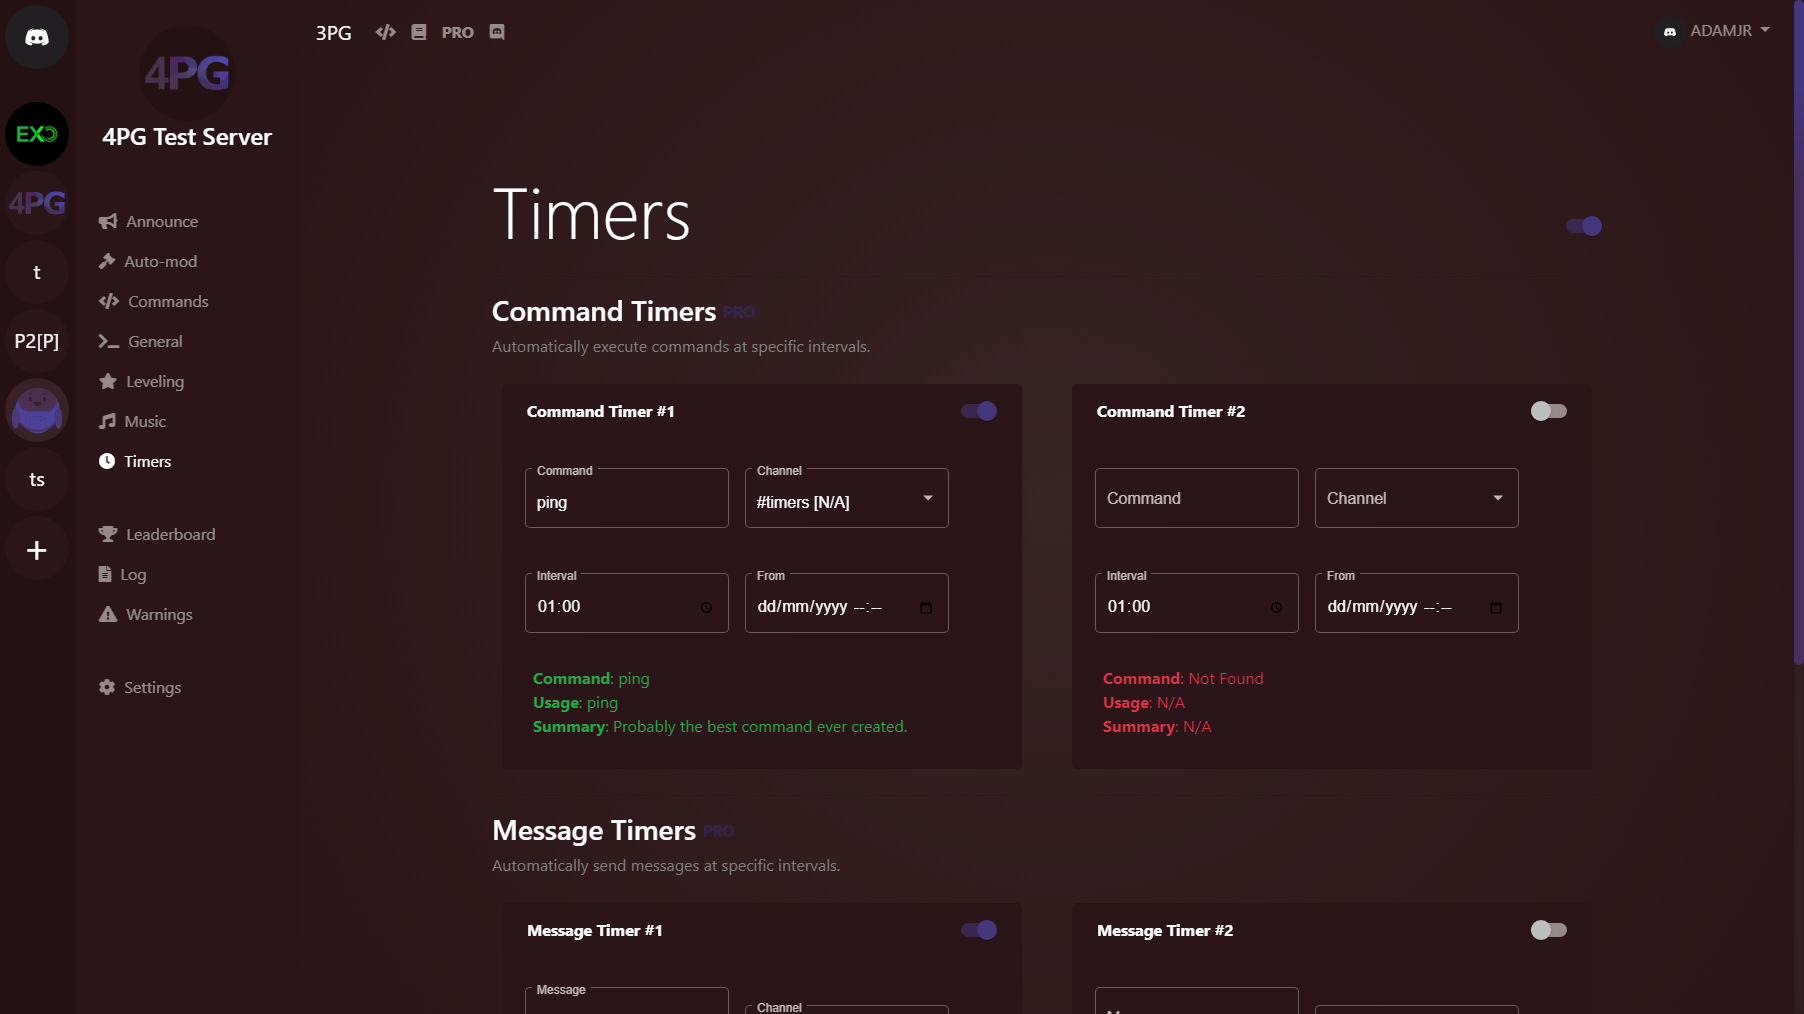 3PG
PRO
ADAMJR
EXO
4PG
t
P2[P]
ts
+
4PG
4PG Test Server
Announce
Auto-mod
Commands
General
Leveling
Music
Timers
Leaderboard
Log
Warnings
Settings
Timers
Command Timers PRO
Automatically execute commands at specific intervals.
Command Timer #1
Command
ping
Channel
#timers [N/A]
Interval
01:00
From
dd/mm/yyyy --:--
Command: ping
Usage: ping
Summary: Probably the best command ever created.
Command Timer #2
Command
Channel
Interval
01:00
From
dd/mm/yyyy --:--
Command: Not Found
Usage: N/A
Summary: N/A
Message Timers PRO
Automatically send messages at specific intervals.
Message Timer #1
Message
Channel
Message Timer #2